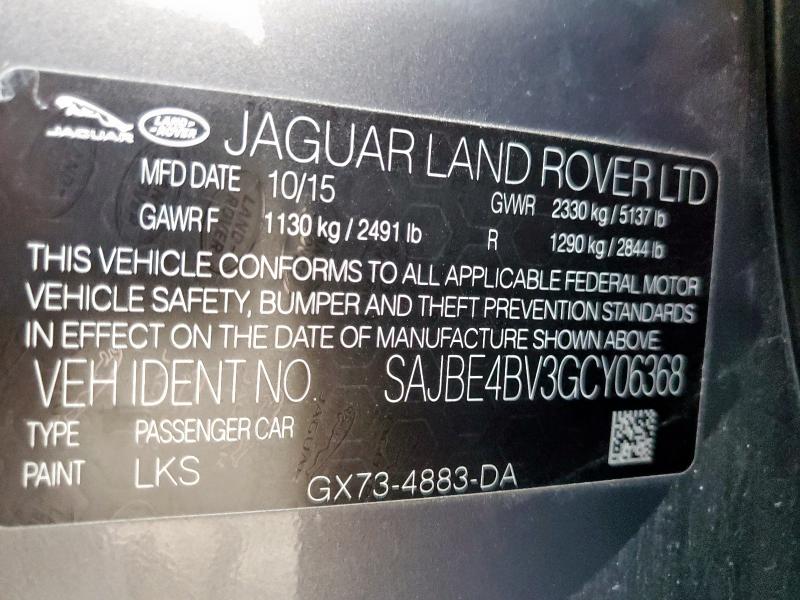 JAGUAR LAND ROVER JAGUAR LAND ROVER LTD
MFD DATE 10/15 GVWR 2330 kg / 5137 lb
GAWR F 1130 kg / 2491 lb R 1290 kg / 2844 lb
THIS VEHICLE CONFORMS TO ALL APPLICABLE FEDERAL MOTOR
VEHICLE SAFETY, BUMPER AND THEFT PREVENTION STANDARDS
IN EFFECT ON THE DATE OF MANUFACTURE SHOWN ABOVE.
VEH IDENT NO. SAJBE4BV3GCY06368
TYPE PASSENGER CAR
PAINT LKS GX73-4883-DA